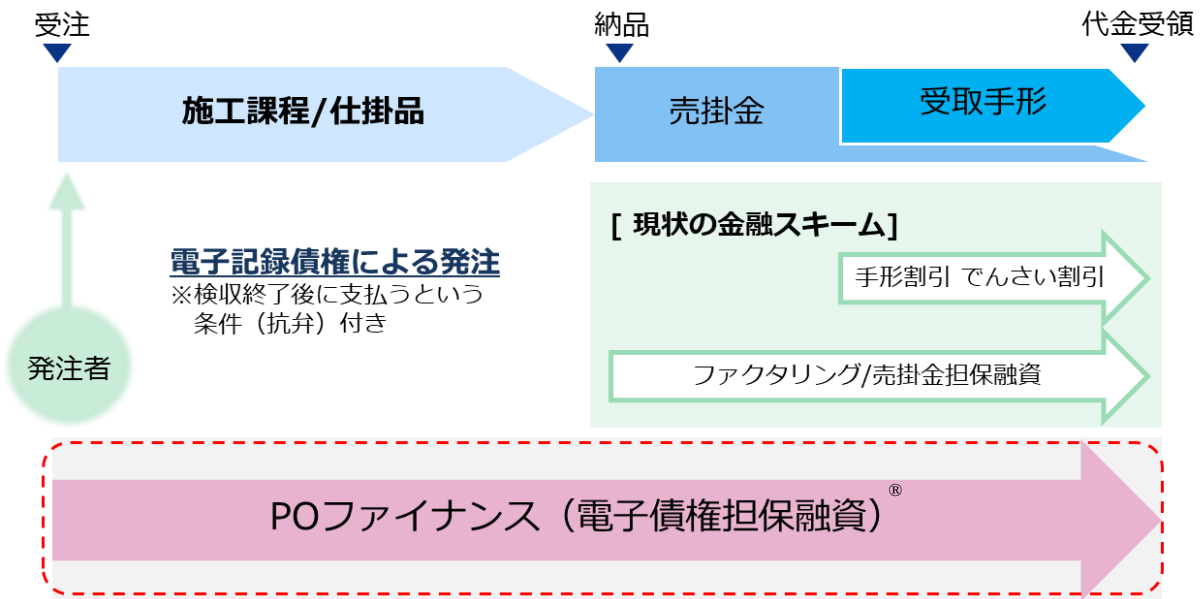 受注
納品
代金受領
施工課程/仕掛品
売掛金
受取手形
[ 現状の金融スキーム]
電子記録債権による発注
※検収終了後に支払うという
条件（抗弁）付き
手形割引 でんさい割引
発注者
ファクタリング/売掛金担保融資
POファイナンス（電子債権担保融資）®